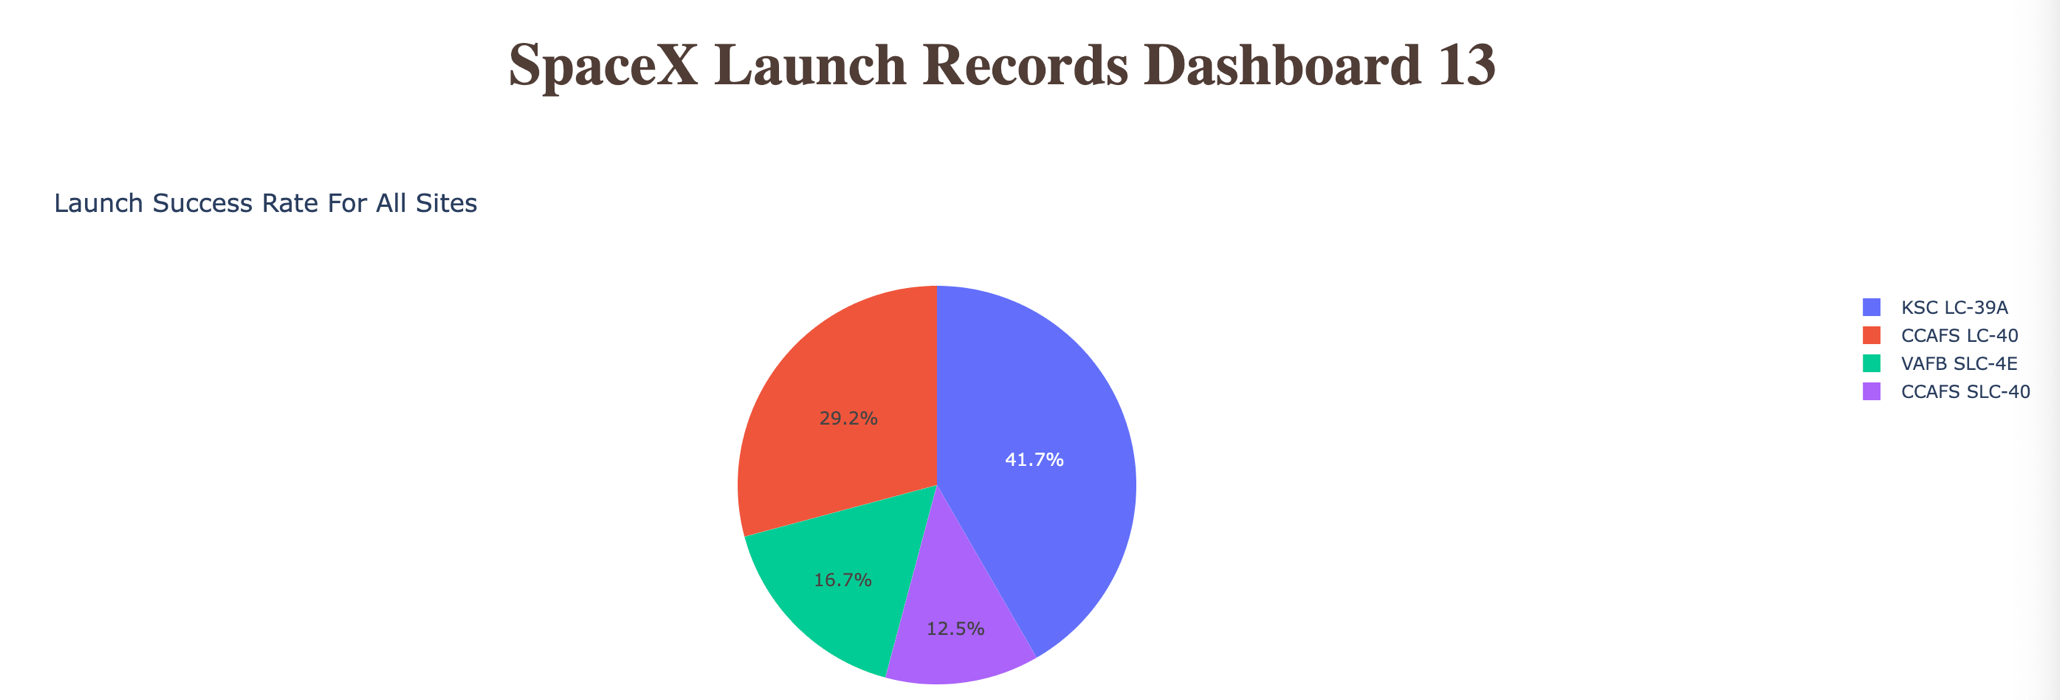 SpaceX Launch Records Dashboard 13
Launch Success Rate For All Sites
KSC LC-39A
CCAFS LC-40
VAFB SLC-4E
CCAFS SLC-40
29.2%
41.7%
16.7%
12.5%